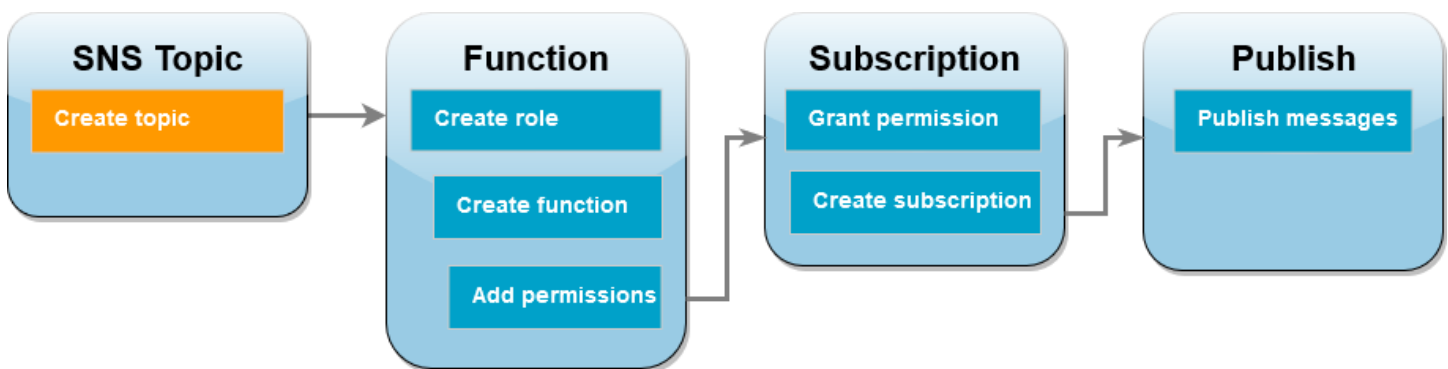 SNS Topic
Create topic
Function
Create role
Create function
Add permissions
Subscription
Grant permission
Create subscription
Publish
Publish messages